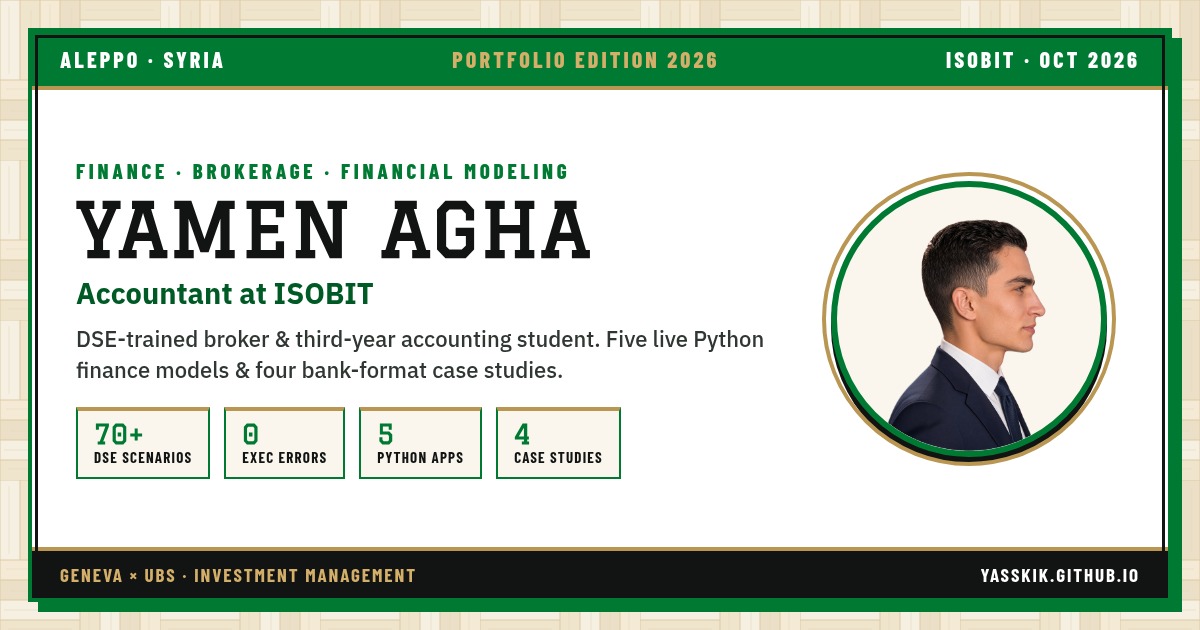 ALEPPO · SYRIA
PORTFOLIO EDITION 2026
ISOBIT · OCT 2026
FINANCE · BROKERAGE · FINANCIAL MODELING
YAMEN AGHA
Accountant at ISOBIT
DSE-trained broker & third-year accounting student. Five live Python
finance models & four bank-format case studies.
70+
DSE SCENARIOS
0
EXEC ERRORS
5
PYTHON APPS
4
CASE STUDIES
GENEVA × UBS · INVESTMENT MANAGEMENT
YASSKIK.GITHUB.IO